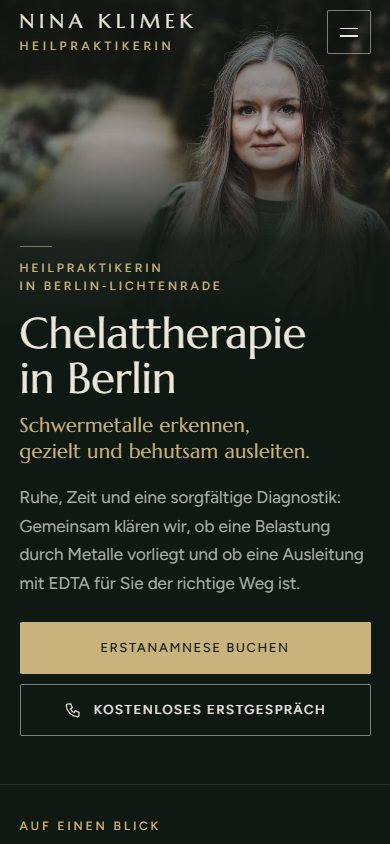 NINA KLIMEK
HEILPRAKTIKERIN
HEILPRAKTIKERIN
IN BERLIN-LICHTENRADE
Chelattherapie
in Berlin
Schwermetalle erkennen,
gezielt und behutsam ausleiten.
Ruhe, Zeit und eine sorgfältige Diagnostik:
Gemeinsam klären wir, ob eine Belastung
durch Metalle vorliegt und ob eine Ausleitung
mit EDTA für Sie der richtige Weg ist.
ERSTANAMNESE BUCHEN
KOSTENLOSES ERSTGESPRÄCH
AUF EINEN BLICK